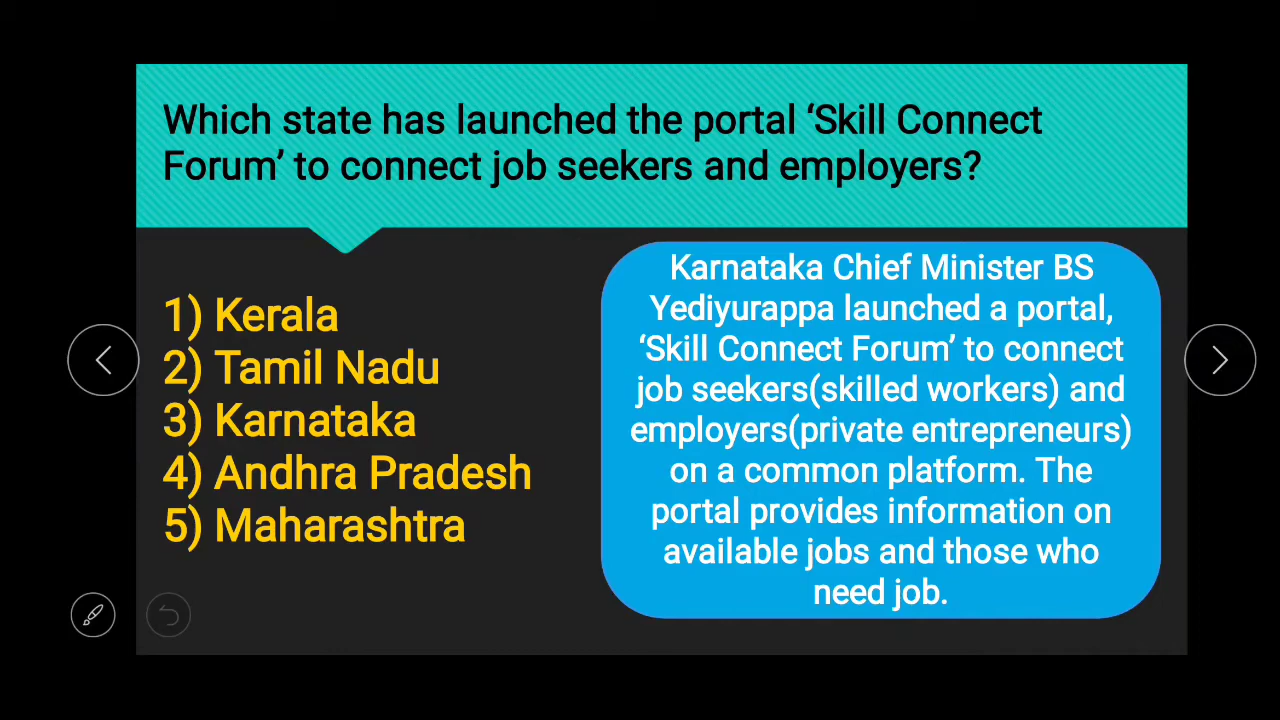 Which state has launched the portal ‘Skill Connect
Forum’ to connect job seekers and employers?
1) Kerala
2) Tamil Nadu
3) Karnataka
4) Andhra Pradesh
5) Maharashtra
Karnataka Chief Minister BS
Yediyurappa launched a portal,
‘Skill Connect Forum’ to connect
job seekers(skilled workers) and
employers(private entrepreneurs)
on a common platform. The
portal provides information on
available jobs and those who
need job.